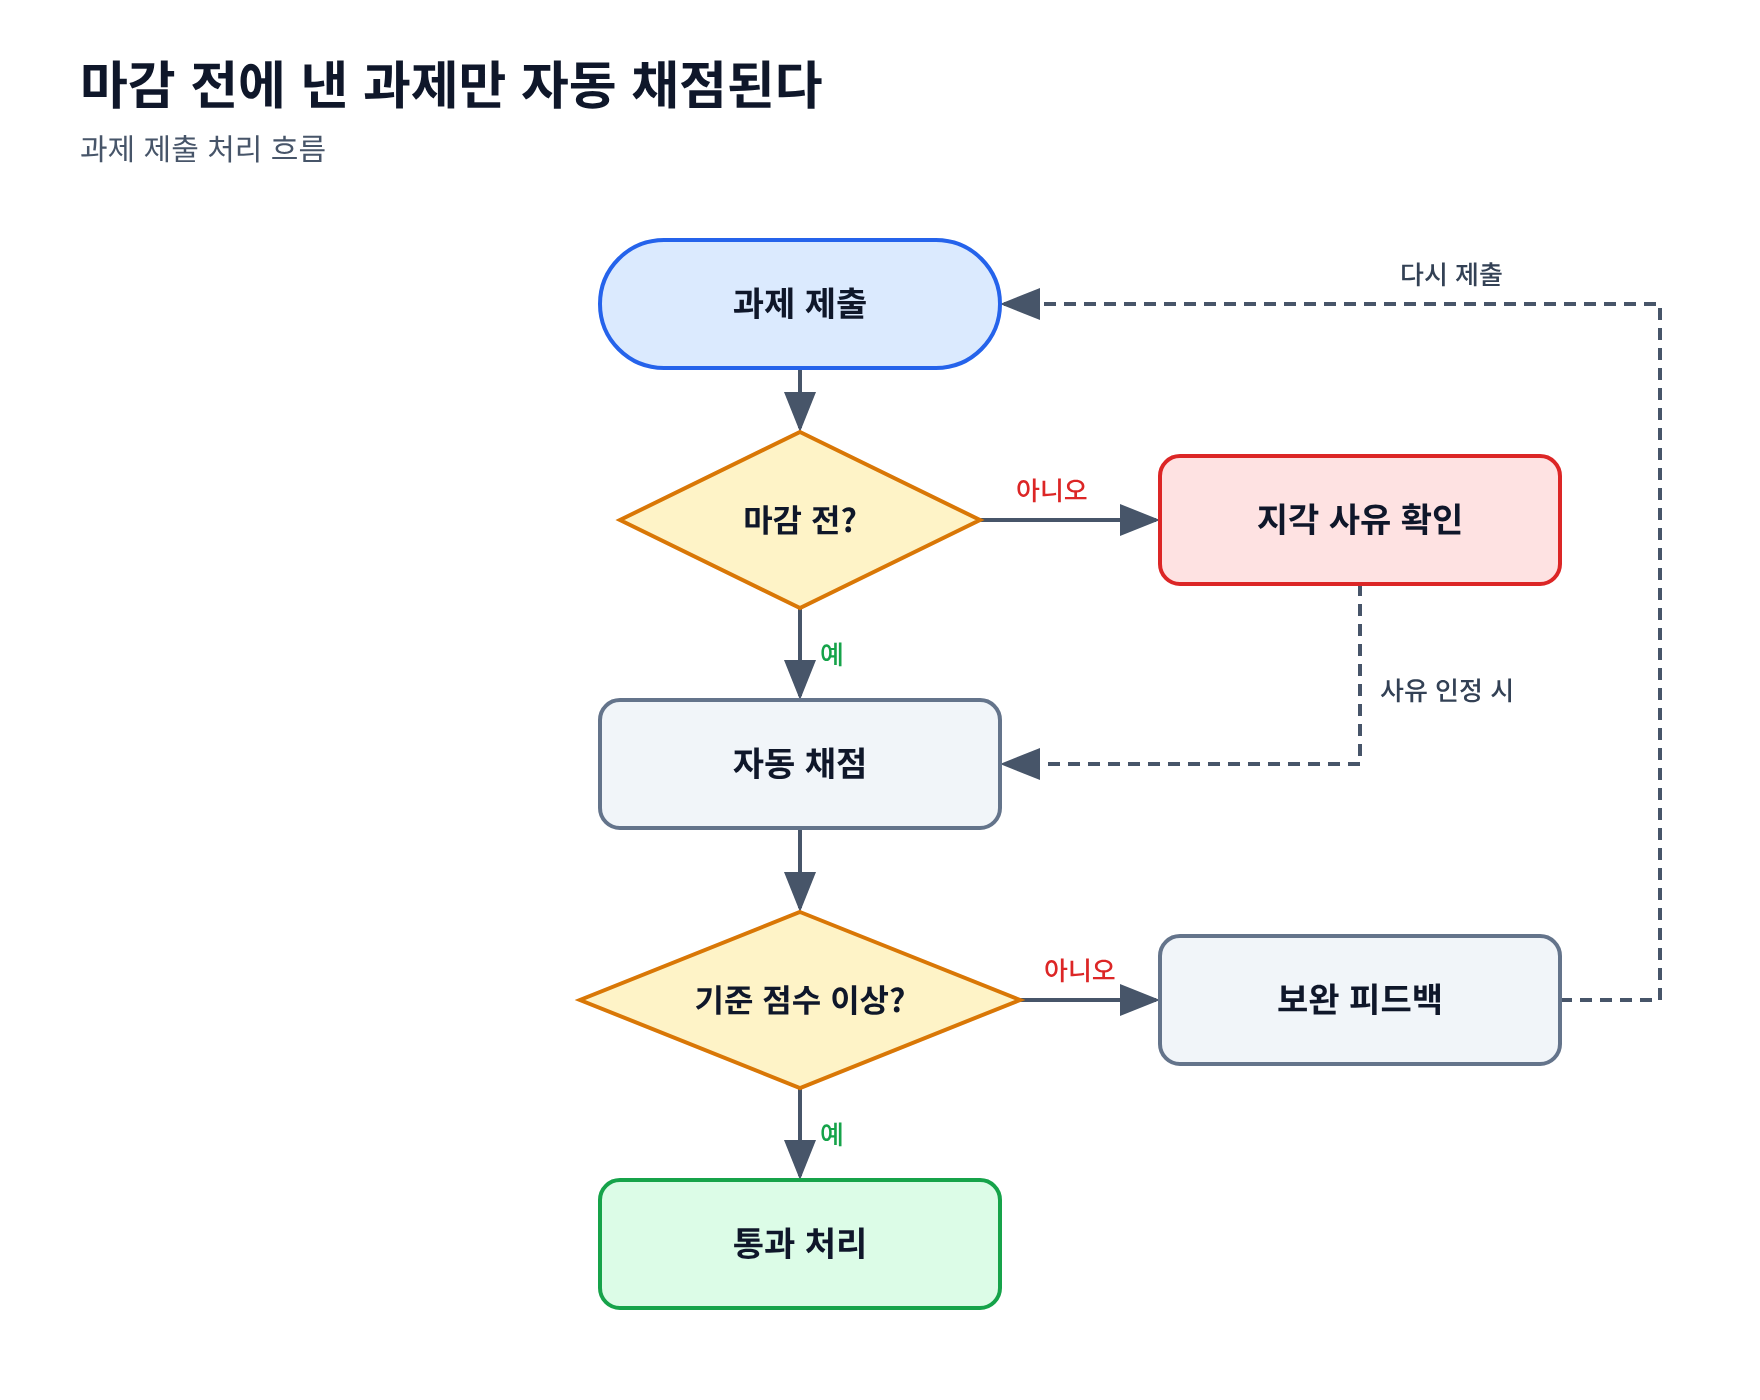 마감 전에 낸 과제만 자동 채점된다
과제 제출 처리 흐름
과제 제출
다시 제출
마감 전?
아니오
지각 사유 확인
예
사유 인정 시
자동 채점
기준 점수 이상?
아니오
보완 피드백
예
통과 처리